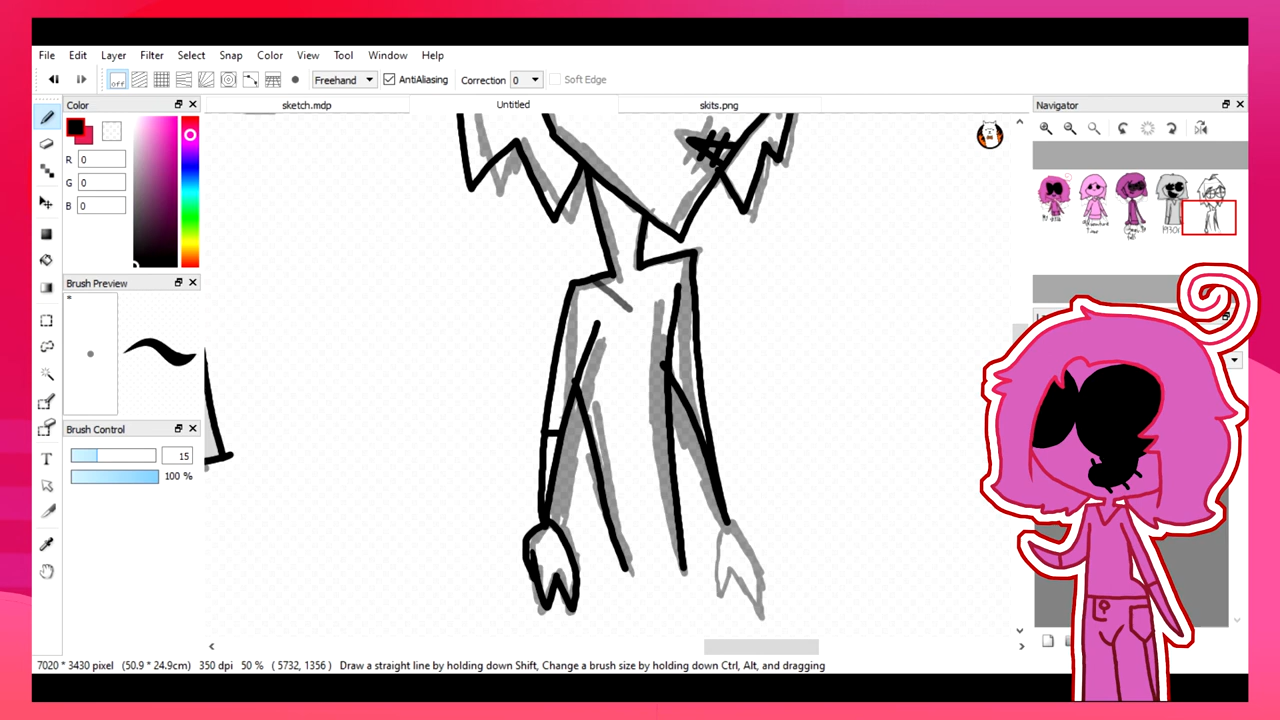 File Edit Layer Filter Select Snap Color View Tool Window Help
off Freehand AntiAliasing Correction 0 Soft Edge
Color sketch.mdp Untitled skits.png Navigator
R 0
G 0
B 0
Brush Preview
Brush Control
15
100 %
T
1930s
7020 * 3430 pixel (50.9 * 24.9cm) 350 dpi 50 % ( 5732, 1356 ) Draw a straight line by holding down Shift, Change a brush size by holding down Ctrl, Alt, and dragging